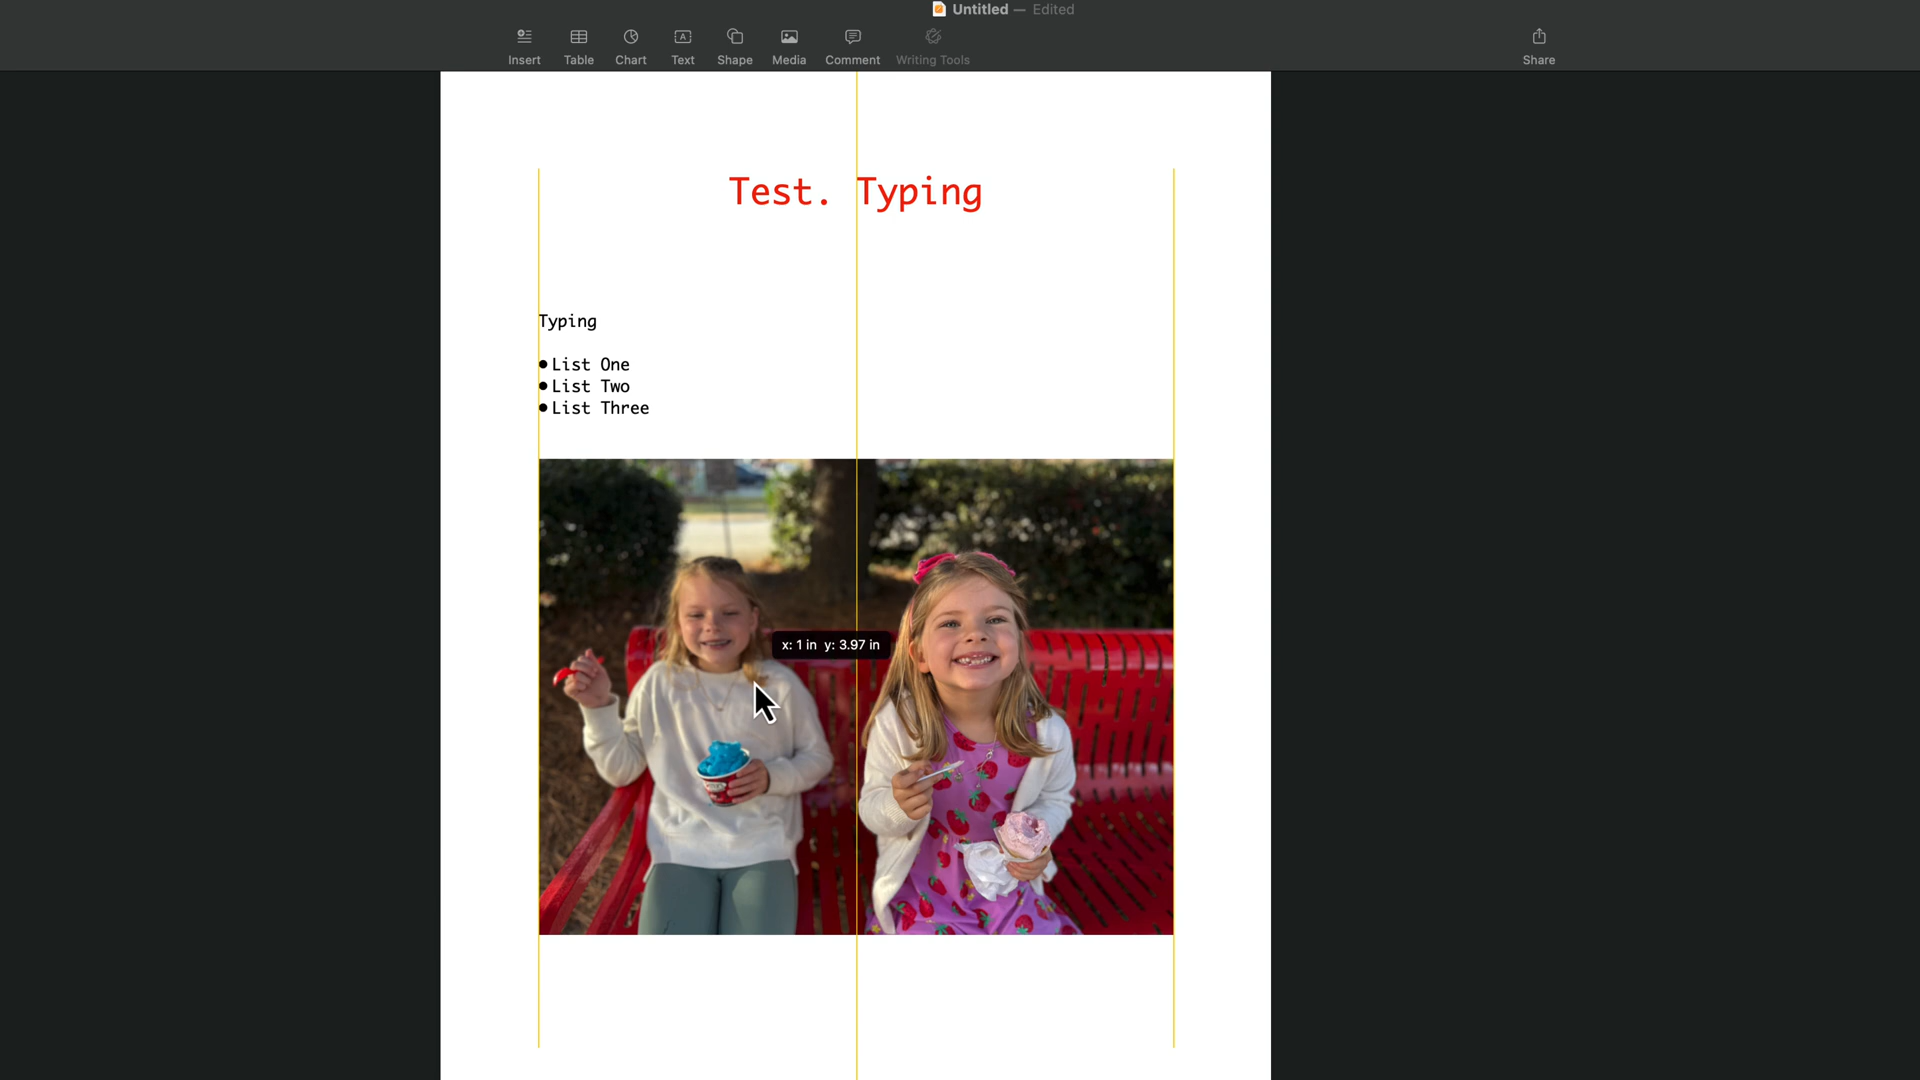 Untitled — Edited
Insert Table Chart Text Shape Media Comment Writing Tools Share
Test. Typing
Typing
●List One
●List Two
●List Three
x: 1 in y: 3.97 in